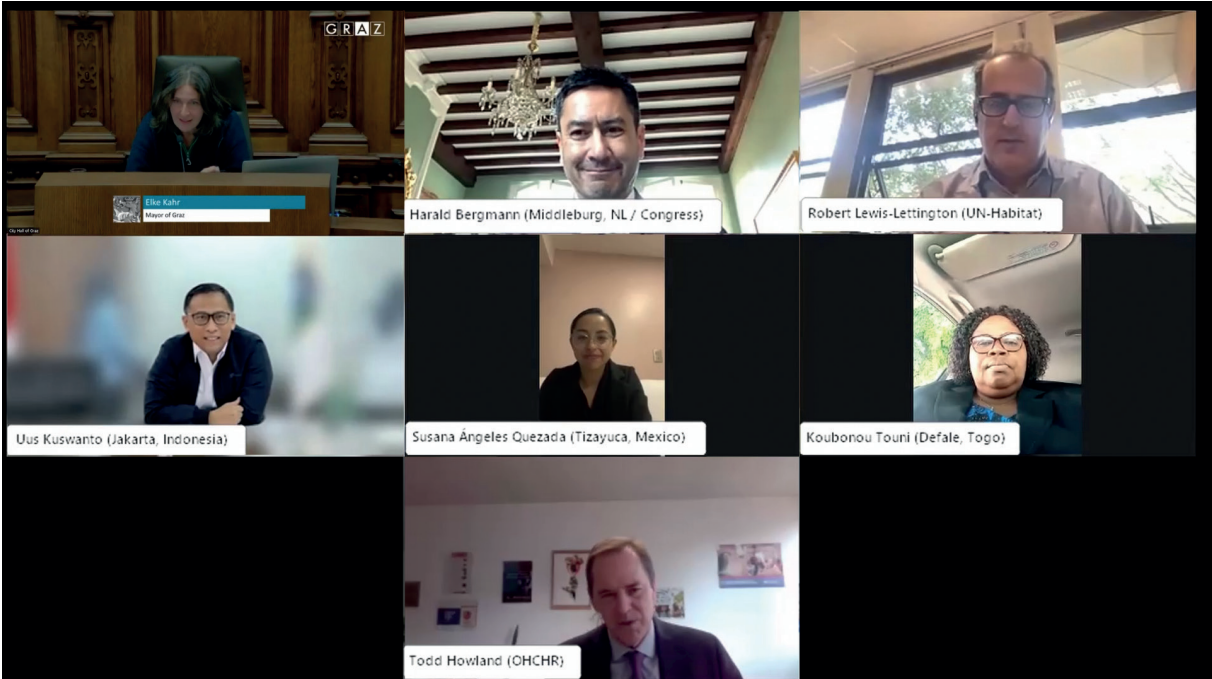 GRAZ
Elke Kahr
Mayor of Graz
City Hall of Graz
Harald Bergmann (Middleburg, NL / Congress)
Robert Lewis-Lettington (UN-Habitat)
Uus Kuswanto (Jakarta, Indonesia)
Susana Ángeles Quezada (Tizayuca, Mexico)
Koubonou Touni (Defale, Togo)
Todd Howland (OHCHR)